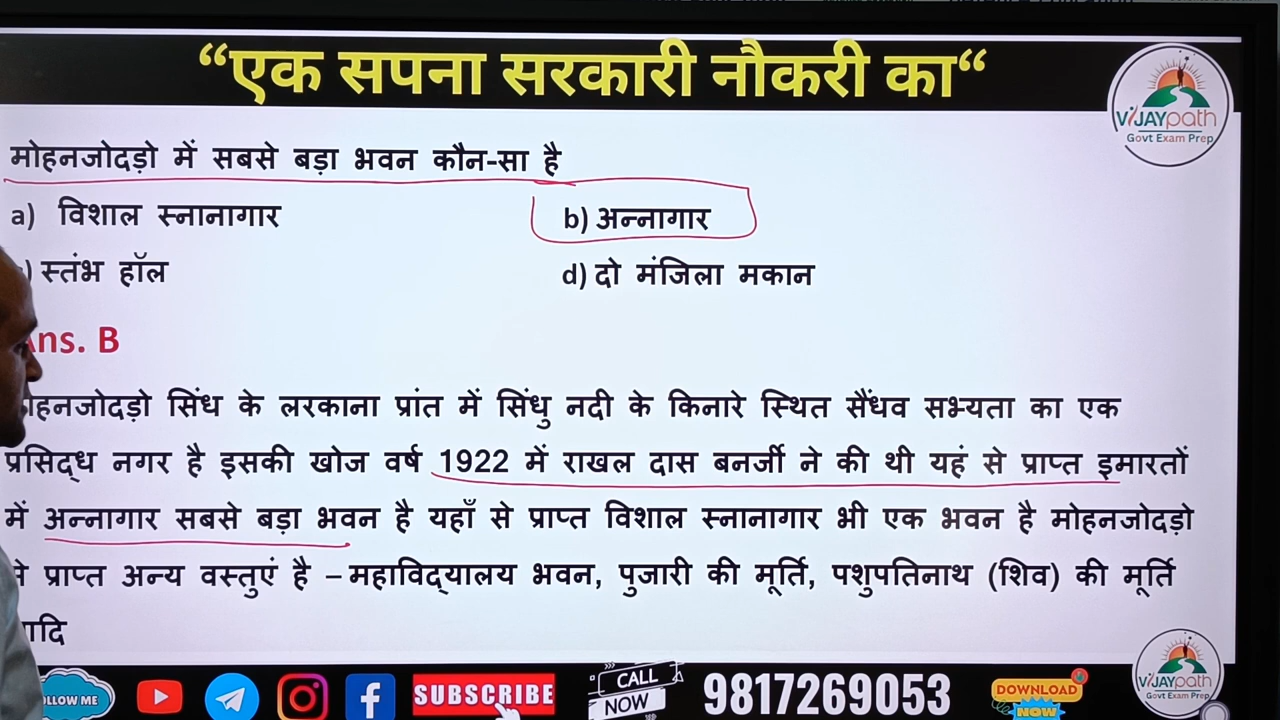 “एक सपना सरकारी नौकरी का“
VIJAYpath
Govt Exam Prep
मोहनजोदड़ो में सबसे बड़ा भवन कौन-सा है
a) विशाल स्नानागार
b) अन्नागार
) स्तंभ हॉल
d) दो मंजिला मकान
Ans. B
मोहनजोदड़ो सिंध के लरकाना प्रांत में सिंधु नदी के किनारे स्थित सैंधव सभ्यता का एक
प्रसिद्ध नगर है इसकी खोज वर्ष 1922 में राखल दास बनर्जी ने की थी यहं से प्राप्त इमारतों
में अन्नागार सबसे बड़ा भवन है यहाँ से प्राप्त विशाल स्नानागार भी एक भवन है मोहनजोदड़ो
से प्राप्त अन्य वस्तुएं है – महाविद्यालय भवन, पुजारी की मूर्ति, पशुपतिनाथ (शिव) की मूर्ति
आदि
FOLLOW ME
SUBSCRIBE
CALL
NOW
9817269053
DOWNLOAD
NOW
VIJAYpath
Govt Exam Prep